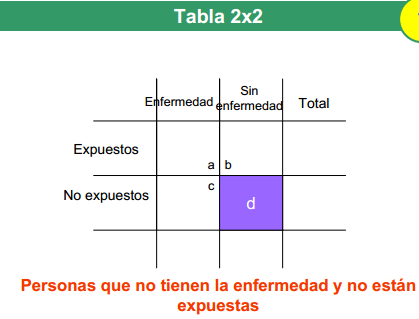 Tabla 2x2
Enfermedad
Sin
enfermedad
Total
Expuestos
a
b
No expuestos
c
d
Personas que no tienen la enfermedad y no están
expuestas